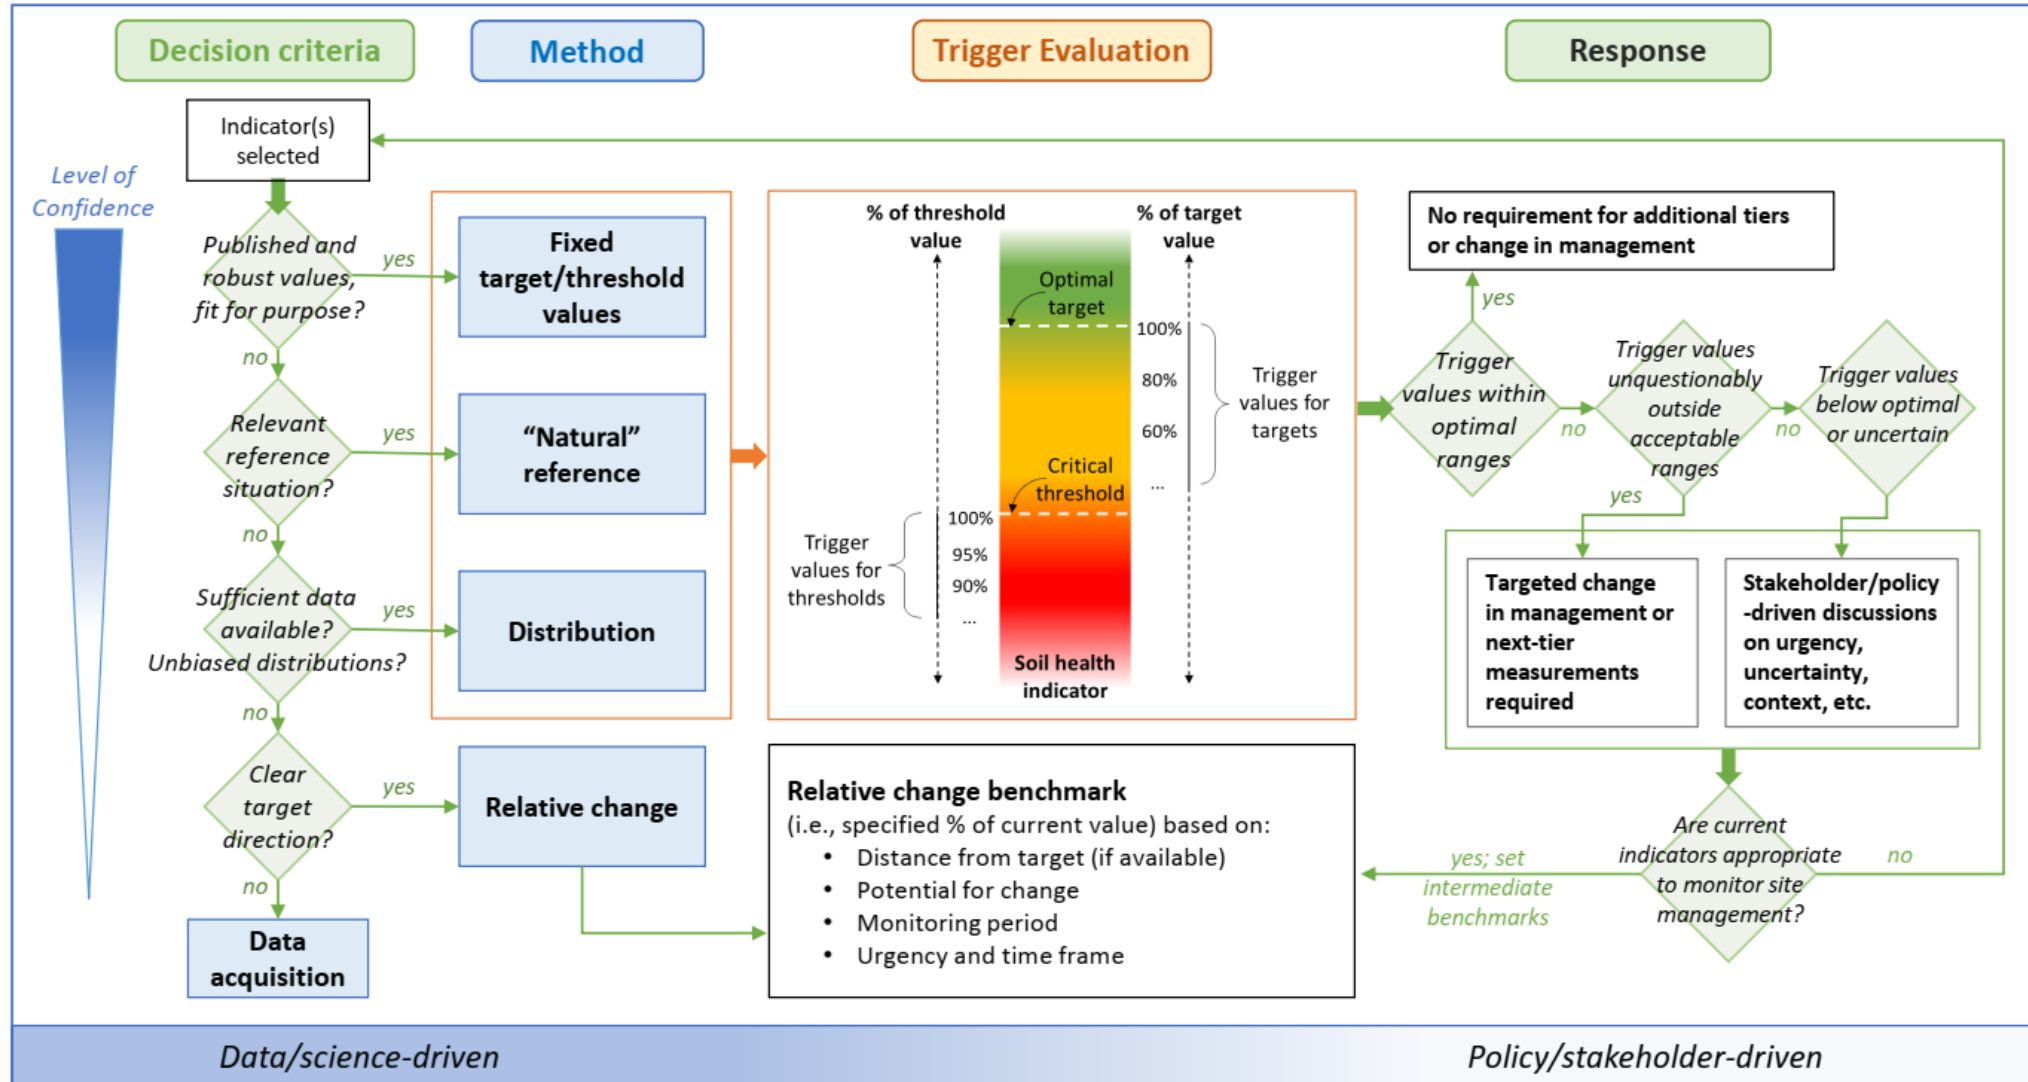 Decision criteria
Method
Trigger Evaluation
Response
Indicator(s)
selected
Level of
Confidence
Published and
robust values,
fit for purpose?
yes
no
Relevant
reference
situation?
yes
no
Sufficient data
available?
Unbiased distributions?
yes
no
Clear
target
direction?
yes
no
Data
acquisition
Fixed
target/threshold
values
“Natural”
reference
Distribution
Relative change
% of threshold
value
% of target
value
Optimal
target
100%
80%
60%
...
Trigger
values for
targets
Critical
threshold
100%
95%
90%
...
Trigger
values for
thresholds
Soil health
indicator
Relative change benchmark
(i.e., specified % of current value) based on:
• Distance from target (if available)
• Potential for change
• Monitoring period
• Urgency and time frame
No requirement for additional tiers
or change in management
yes
Trigger
values within
optimal
ranges
no
Trigger values
unquestionably
outside
acceptable
ranges
no
Trigger values
below optimal
or uncertain
yes
Targeted change
in management or
next-tier
measurements
required
Stakeholder/policy
-driven discussions
on urgency,
uncertainty,
context, etc.
Are current
indicators appropriate
to monitor site
management?
no
yes; set
intermediate
benchmarks
Data/science-driven
Policy/stakeholder-driven